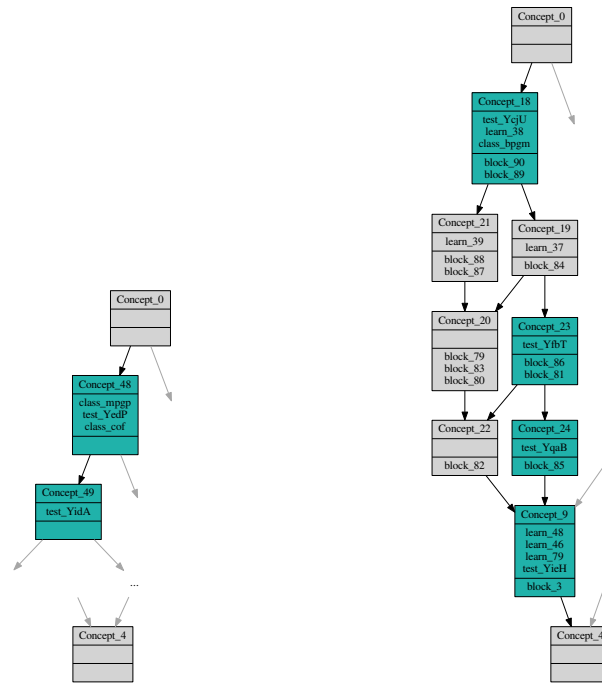 Concept_0
Concept_48
class_mpgp
test_YedP
class_cof
Concept_49
test_YidA
...
Concept_4
Concept_0
Concept_18
test_YcjU
learn_38
class_bpgm
block_90
block_89
Concept_21
learn_39
block_88
block_87
Concept_19
learn_37
block_84
Concept_20
block_79
block_83
block_80
Concept_23
test_YfbT
block_86
block_81
Concept_22
block_82
Concept_24
test_YqaB
block_85
Concept_9
learn_48
learn_46
learn_79
test_YieH
block_3
Concept_4